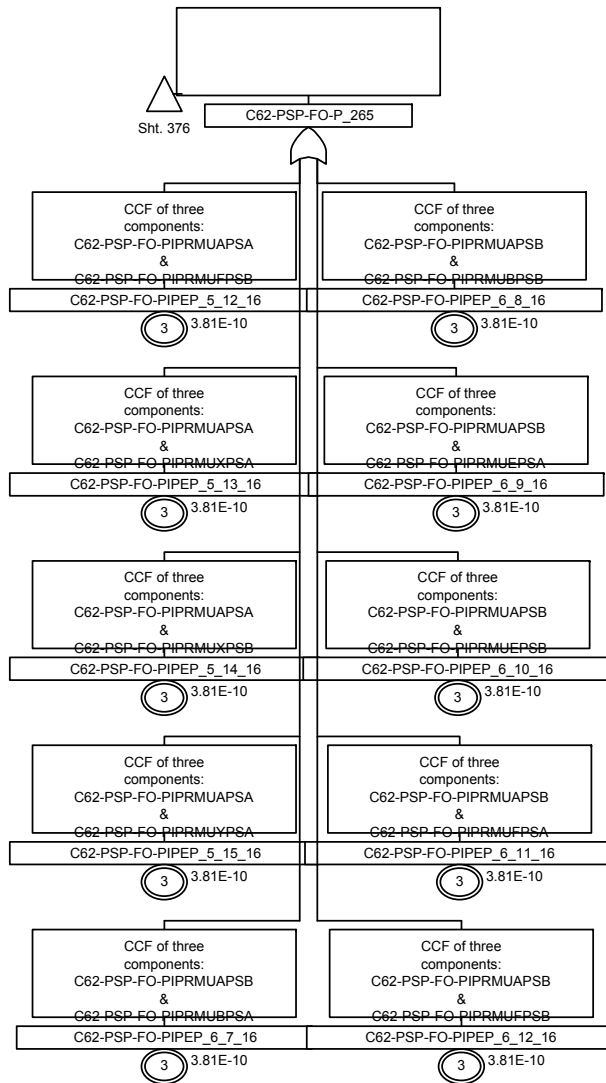 Sht. 376
C62-PSP-FO-P_265
CCF of three
components:
C62-PSP-FO-PIPRMUAPSA
&
C62-PSP-FO-PIPRMUFPSB
C62-PSP-FO-PIPEP_5_12_16
3
3.81E-10
CCF of three
components:
C62-PSP-FO-PIPRMUAPSB
&
C62-PSP-FO-PIPRMUBPSB
C62-PSP-FO-PIPEP_6_8_16
3
3.81E-10
CCF of three
components:
C62-PSP-FO-PIPRMUAPSA
&
C62-PSP-FO-PIPRMUXPSA
C62-PSP-FO-PIPEP_5_13_16
3
3.81E-10
CCF of three
components:
C62-PSP-FO-PIPRMUAPSB
&
C62-PSP-FO-PIPRMUEPSA
C62-PSP-FO-PIPEP_6_9_16
3
3.81E-10
CCF of three
components:
C62-PSP-FO-PIPRMUAPSA
&
C62-PSP-FO-PIPRMUXPSB
C62-PSP-FO-PIPEP_5_14_16
3
3.81E-10
CCF of three
components:
C62-PSP-FO-PIPRMUAPSB
&
C62-PSP-FO-PIPRMUEPSB
C62-PSP-FO-PIPEP_6_10_16
3
3.81E-10
CCF of three
components:
C62-PSP-FO-PIPRMUAPSA
&
C62-PSP-FO-PIPRMUYPSA
C62-PSP-FO-PIPEP_5_15_16
3
3.81E-10
CCF of three
components:
C62-PSP-FO-PIPRMUAPSB
&
C62-PSP-FO-PIPRMUFPSA
C62-PSP-FO-PIPEP_6_11_16
3
3.81E-10
CCF of three
components:
C62-PSP-FO-PIPRMUAPSB
&
C62-PSP-FO-PIPRMUBPSA
C62-PSP-FO-PIPEP_6_7_16
3
3.81E-10
CCF of three
components:
C62-PSP-FO-PIPRMUAPSB
&
C62-PSP-FO-PIPRMUFPSB
C62-PSP-FO-PIPEP_6_12_16
3
3.81E-10